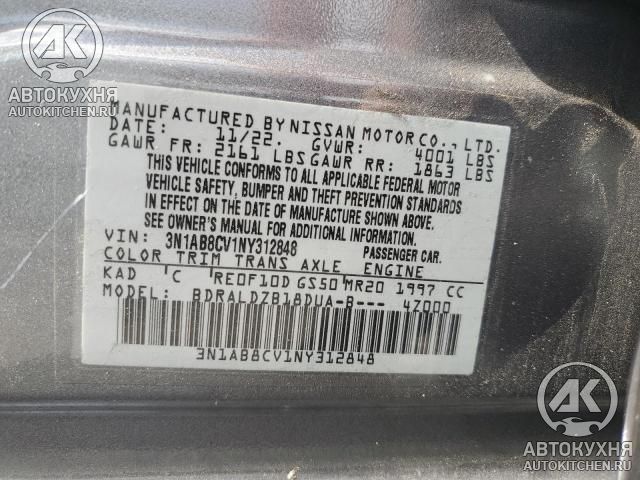 АК
АВТОКУХНЯ
AUTOKITCHEN.RU
MANUFACTURED BY NISSAN MOTOR CO., LTD.
DATE: 11/22. GVWR: 4001 LBS
GAWR FR: 2161 LBS GAWR RR: 1863 LBS
THIS VEHICLE CONFORMS TO ALL APPLICABLE FEDERAL MOTOR
VEHICLE SAFETY, BUMPER AND THEFT PREVENTION STANDARDS
IN EFFECT ON THE DATE OF MANUFACTURE SHOWN ABOVE.
SEE OWNER'S MANUAL FOR ADDITIONAL INFORMATION
VIN: 3N1AB8CV1NY312848 PASSENGER CAR.
COLOR TRIM TRANS AXLE ENGINE
KAD C RE0F10D GS50 MR20 1997 CC
MODEL: BDRALDZB18DUA-B--- 47000
3N1AB8CV1NY312848
АК
АВТОКУХНЯ
AUTOKITCHEN.RU